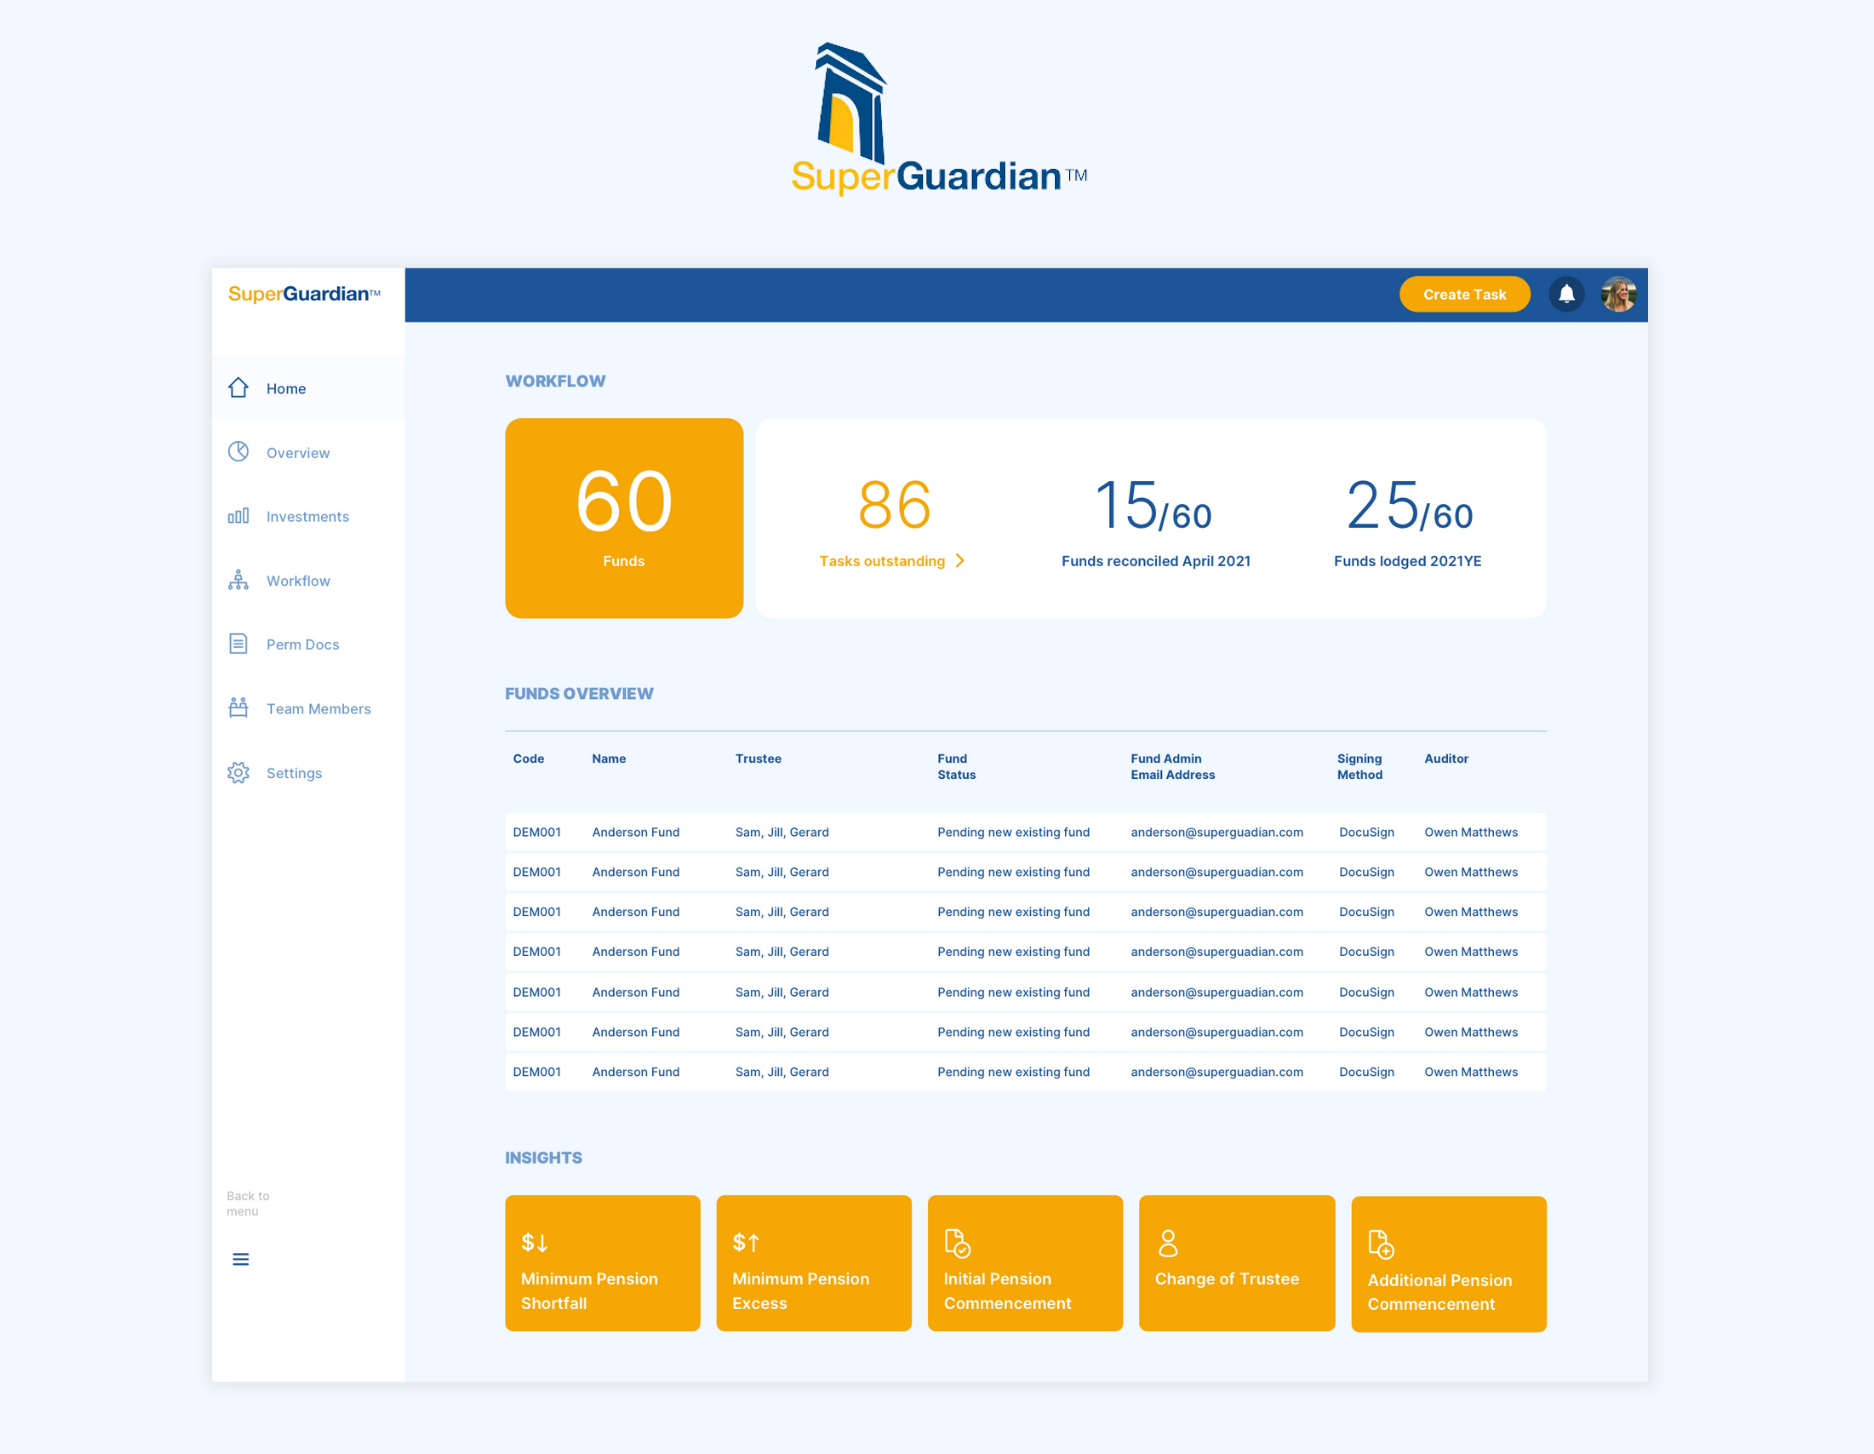 SuperGuardian™
SuperGuardian™
Create Task
Home
Overview
Investments
Workflow
Perm Docs
Team Members
Settings
Back to
menu
WORKFLOW
60
Funds
86
Tasks outstanding
15/60
Funds reconciled April 2021
25/60
Funds lodged 2021YE
FUNDS OVERVIEW
Code Name Trustee Fund Status Fund Admin Email Address Signing Method Auditor
DEM001 Anderson Fund Sam, Jill, Gerard Pending new existing fund anderson@superguadian.com DocuSign Owen Matthews
DEM001 Anderson Fund Sam, Jill, Gerard Pending new existing fund anderson@superguadian.com DocuSign Owen Matthews
DEM001 Anderson Fund Sam, Jill, Gerard Pending new existing fund anderson@superguadian.com DocuSign Owen Matthews
DEM001 Anderson Fund Sam, Jill, Gerard Pending new existing fund anderson@superguadian.com DocuSign Owen Matthews
DEM001 Anderson Fund Sam, Jill, Gerard Pending new existing fund anderson@superguadian.com DocuSign Owen Matthews
DEM001 Anderson Fund Sam, Jill, Gerard Pending new existing fund anderson@superguadian.com DocuSign Owen Matthews
DEM001 Anderson Fund Sam, Jill, Gerard Pending new existing fund anderson@superguadian.com DocuSign Owen Matthews
INSIGHTS
$↓
Minimum Pension
Shortfall
$↑
Minimum Pension
Excess
Initial Pension
Commencement
Change of Trustee
Additional Pension
Commencement